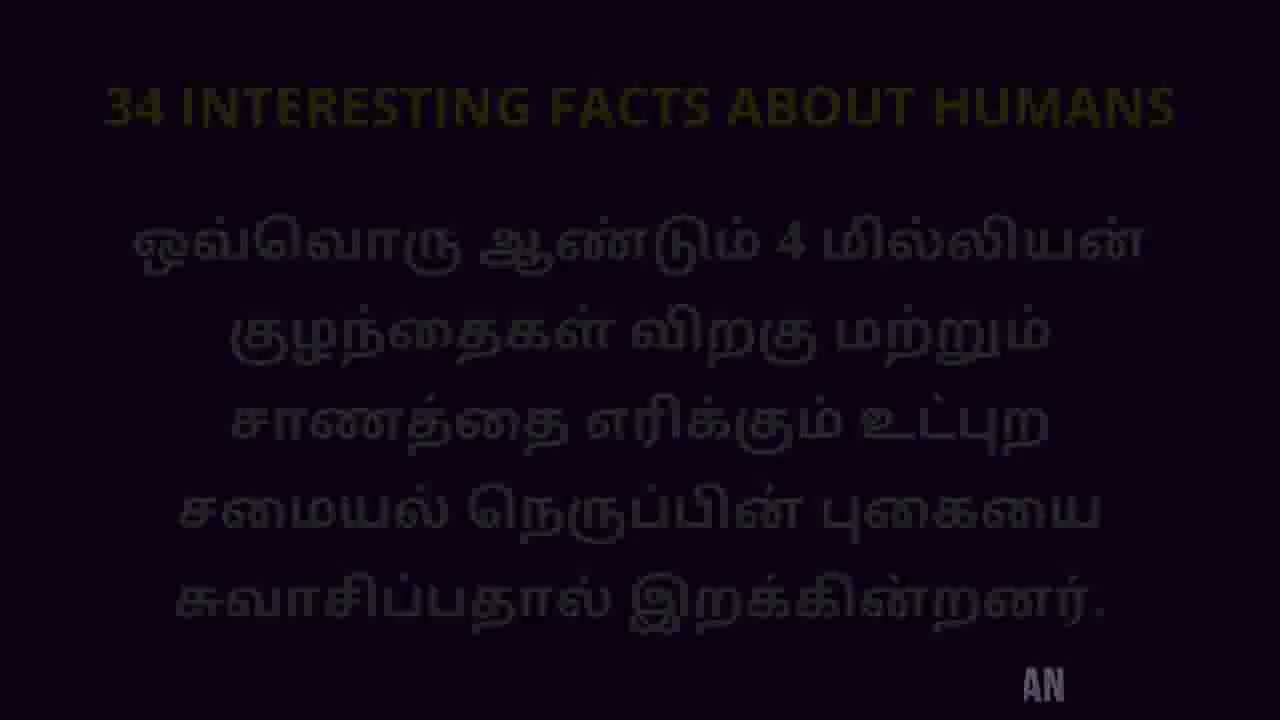 34 INTERESTING FACTS ABOUT HUMANS
ஒவ்வொரு ஆண்டும் 4 மில்லியன்
குழந்தைகள் விறகு மற்றும்
சாணத்தை எரிக்கும் உட்புற
சமையல் நெருப்பின் புகையை
சுவாசிப்பதால் இறக்கின்றனர்.
AN